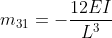 m_{31} = -\frac{12EI}{L^3}